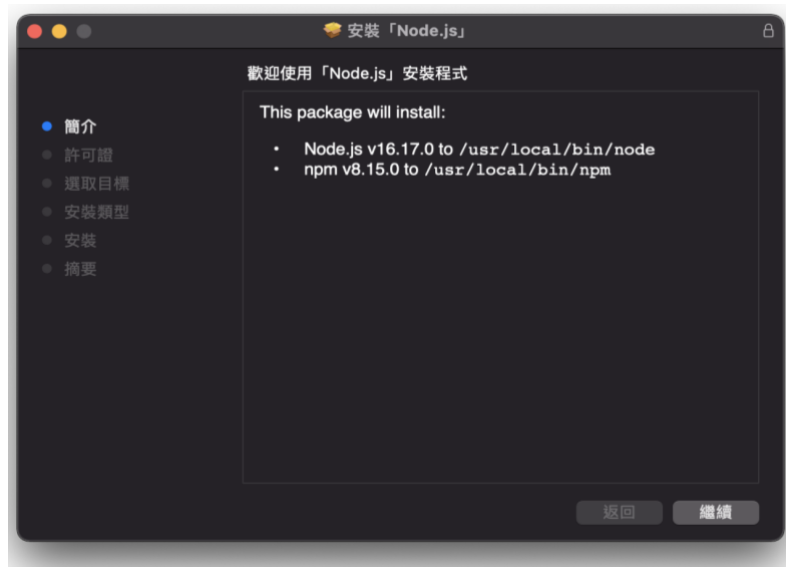 安裝「Node.js」
歡迎使用「Node.js」安裝程式
簡介
許可證
選取目標
安裝類型
安裝
摘要
This package will install:
• Node.js v16.17.0 to /usr/local/bin/node
• npm v8.15.0 to /usr/local/bin/npm
返回
繼續